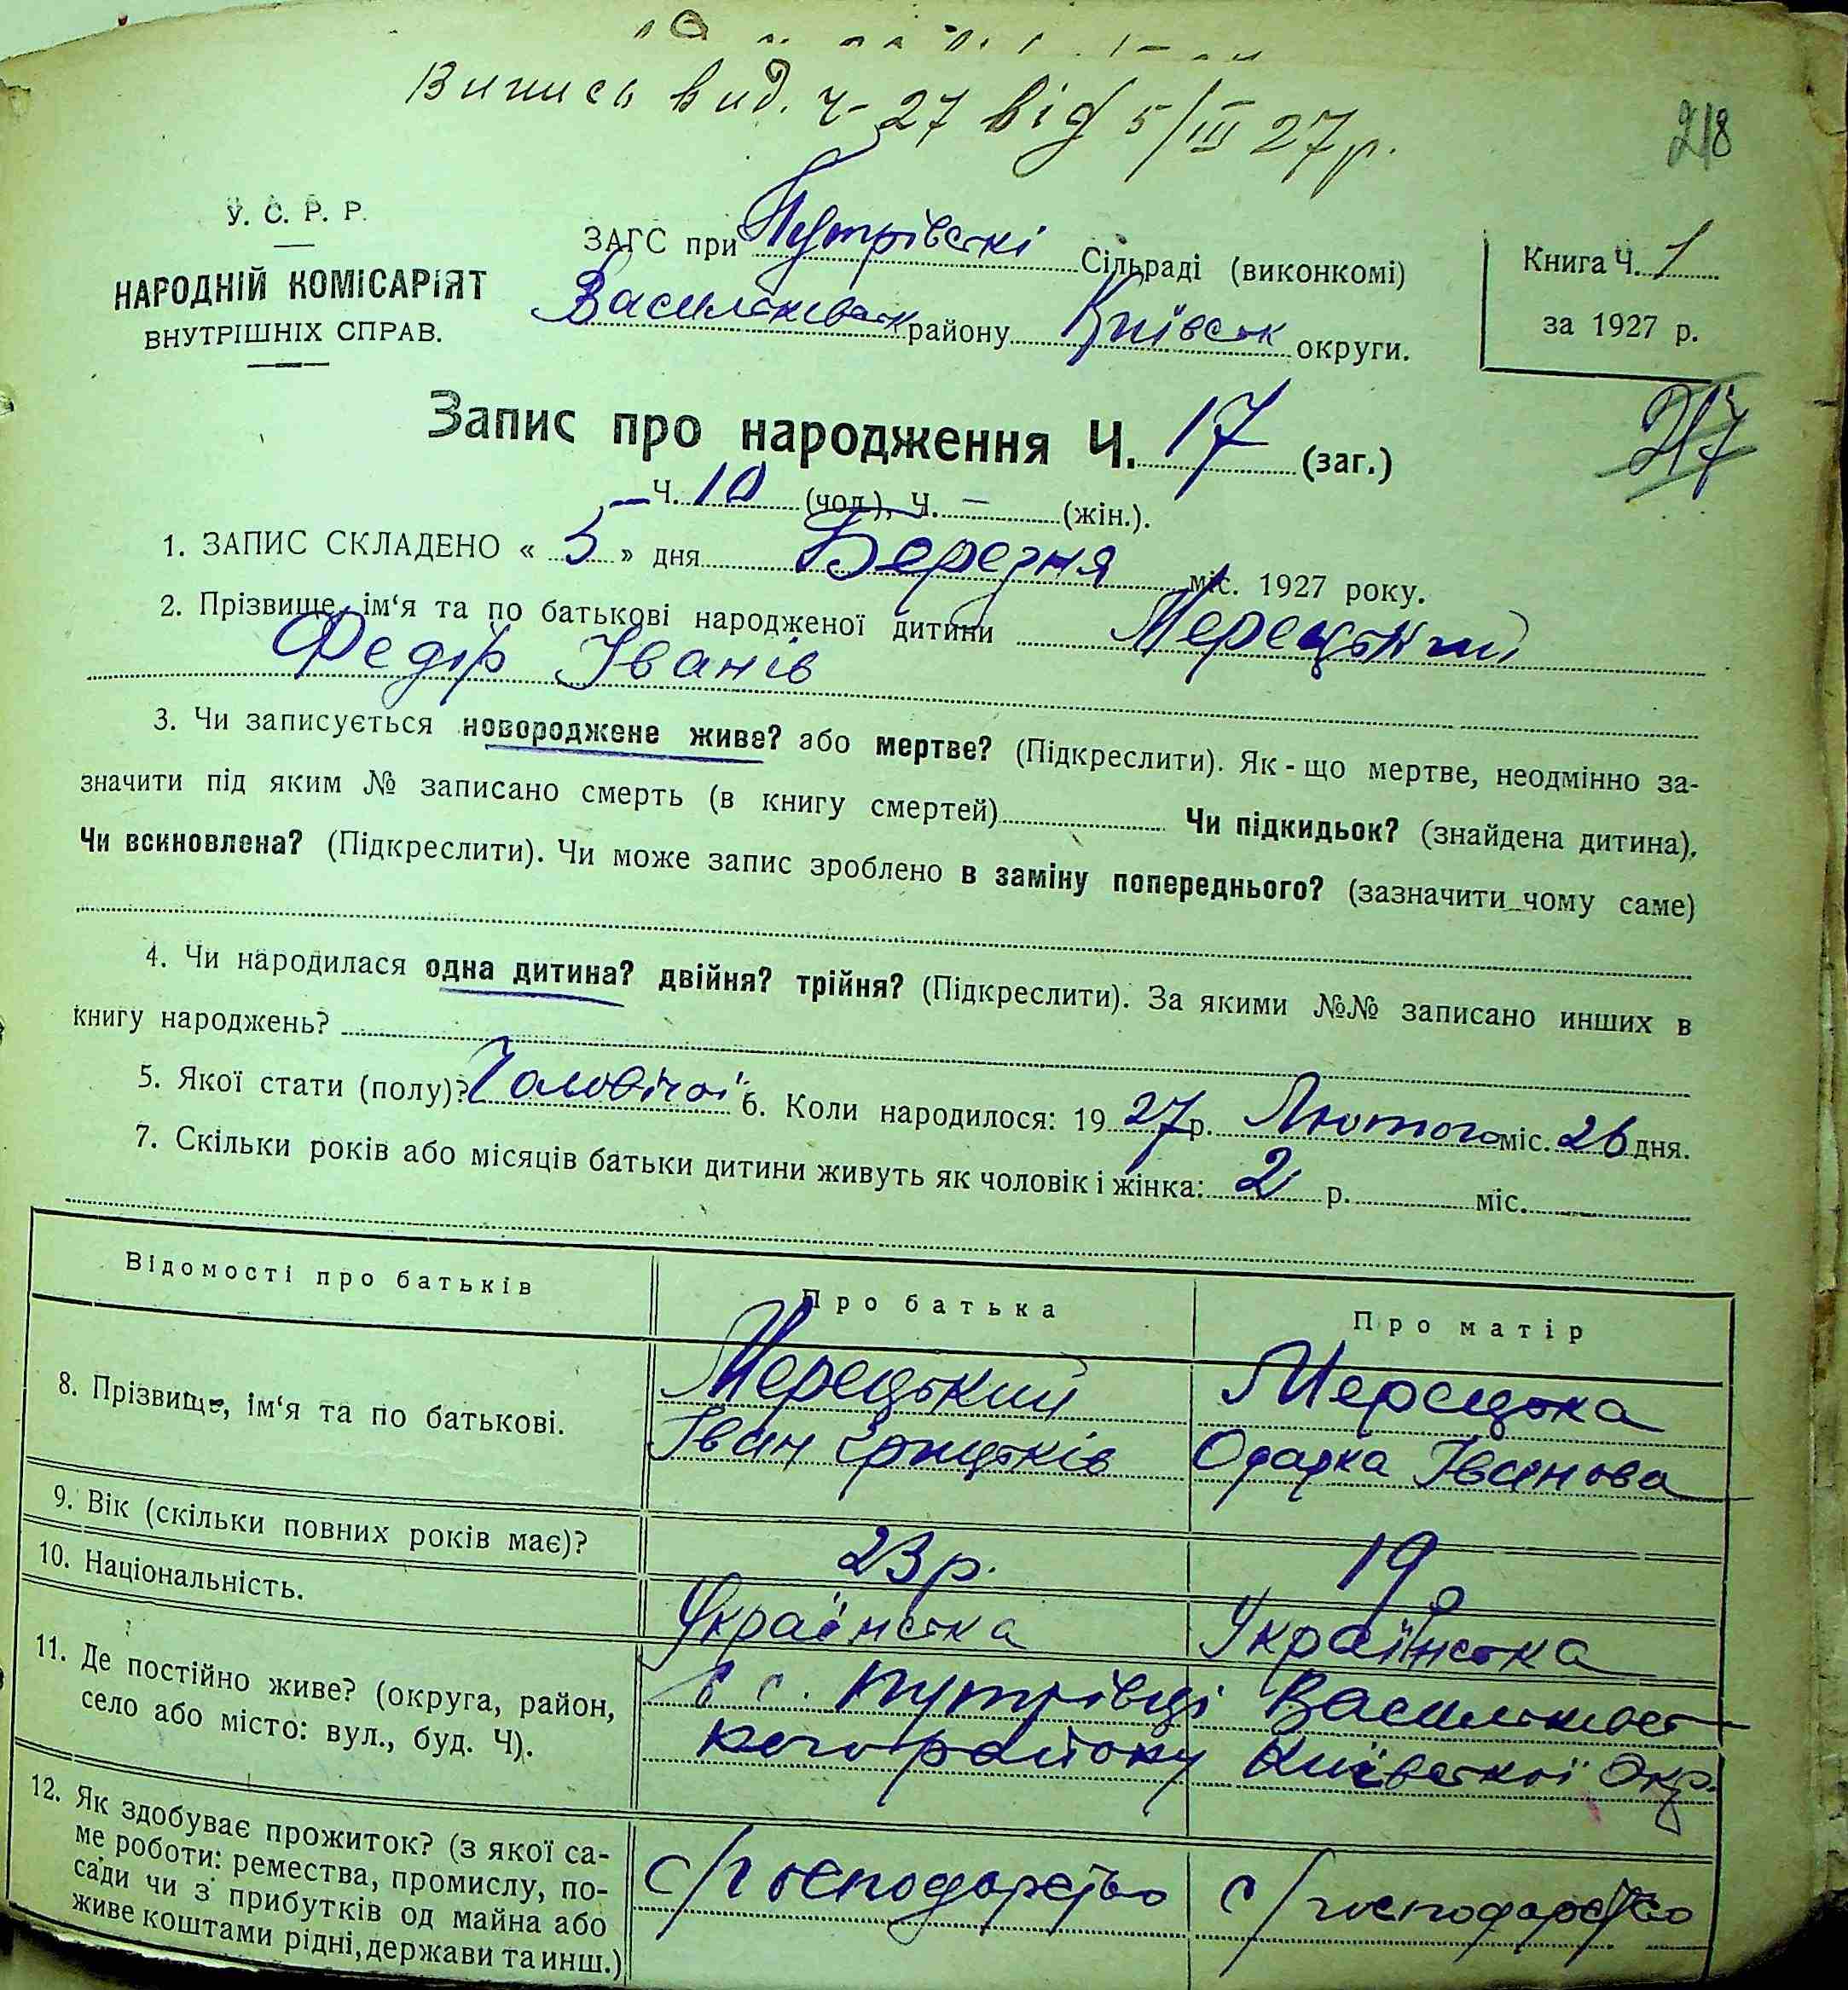 Випись вид. ч-27 від 5/III 27р.
218
У. С. Р. Р.
НАРОДНІЙ КОМІСАРІЯТ
ВНУТРІШНІХ СПРАВ.
ЗАГС при Путрівські Сільраді (виконкомі)
Васильківськ району Київськ округи.
Книга Ч. 1
за 1927 р.
217
Запис про народження Ч. 17 (заг.)
Ч. 10 (чол.), Ч. – (жін.).
1. ЗАПИС СКЛАДЕНО « 5 » дня Березня міс. 1927 року.
2. Прізвище, ім‘я та по батькові народженої дитини Мерецький
Федір Іванів
3. Чи записується новороджене живе? або мертве? (Підкреслити). Як-що мертве, неодмінно за-
значити під яким № записано смерть (в книгу смертей) Чи підкидьок? (знайдена дитина),
Чи всиновлена? (Підкреслити). Чи може запис зроблено в заміну попереднього? (зазначити чому саме)
4. Чи народилася одна дитина? двійня? трійня? (Підкреслити). За якими №№ записано инших в
книгу народжень?
5. Якої стати (полу)? Чоловічої 6. Коли народилося: 19 27 р. Лютого міс. 26 дня.
7. Скільки років або місяців батьки дитини живуть як чоловік і жінка: 2 р. міс.
Відомості про батьків Про батька Про матір
8. Прізвище, ім‘я та по батькові.
Мерецький
Іван Грицьків
Мерецька
Одарка Іванова
9. Вік (скільки повних років має)? 23 р. 19 р
10. Національність. Українська Українська
11. Де постійно живе? (округа, район,
село або місто: вул., буд. Ч).
в с. Путрівці Васильківсь-
кого району Київської Окр.
12. Як здобуває прожиток? (з якої са-
ме роботи: ремества, промислу, по-
сади чи з прибутків од майна або
живе коштами рідні, держави та инш.)
с/господарство с/господарство